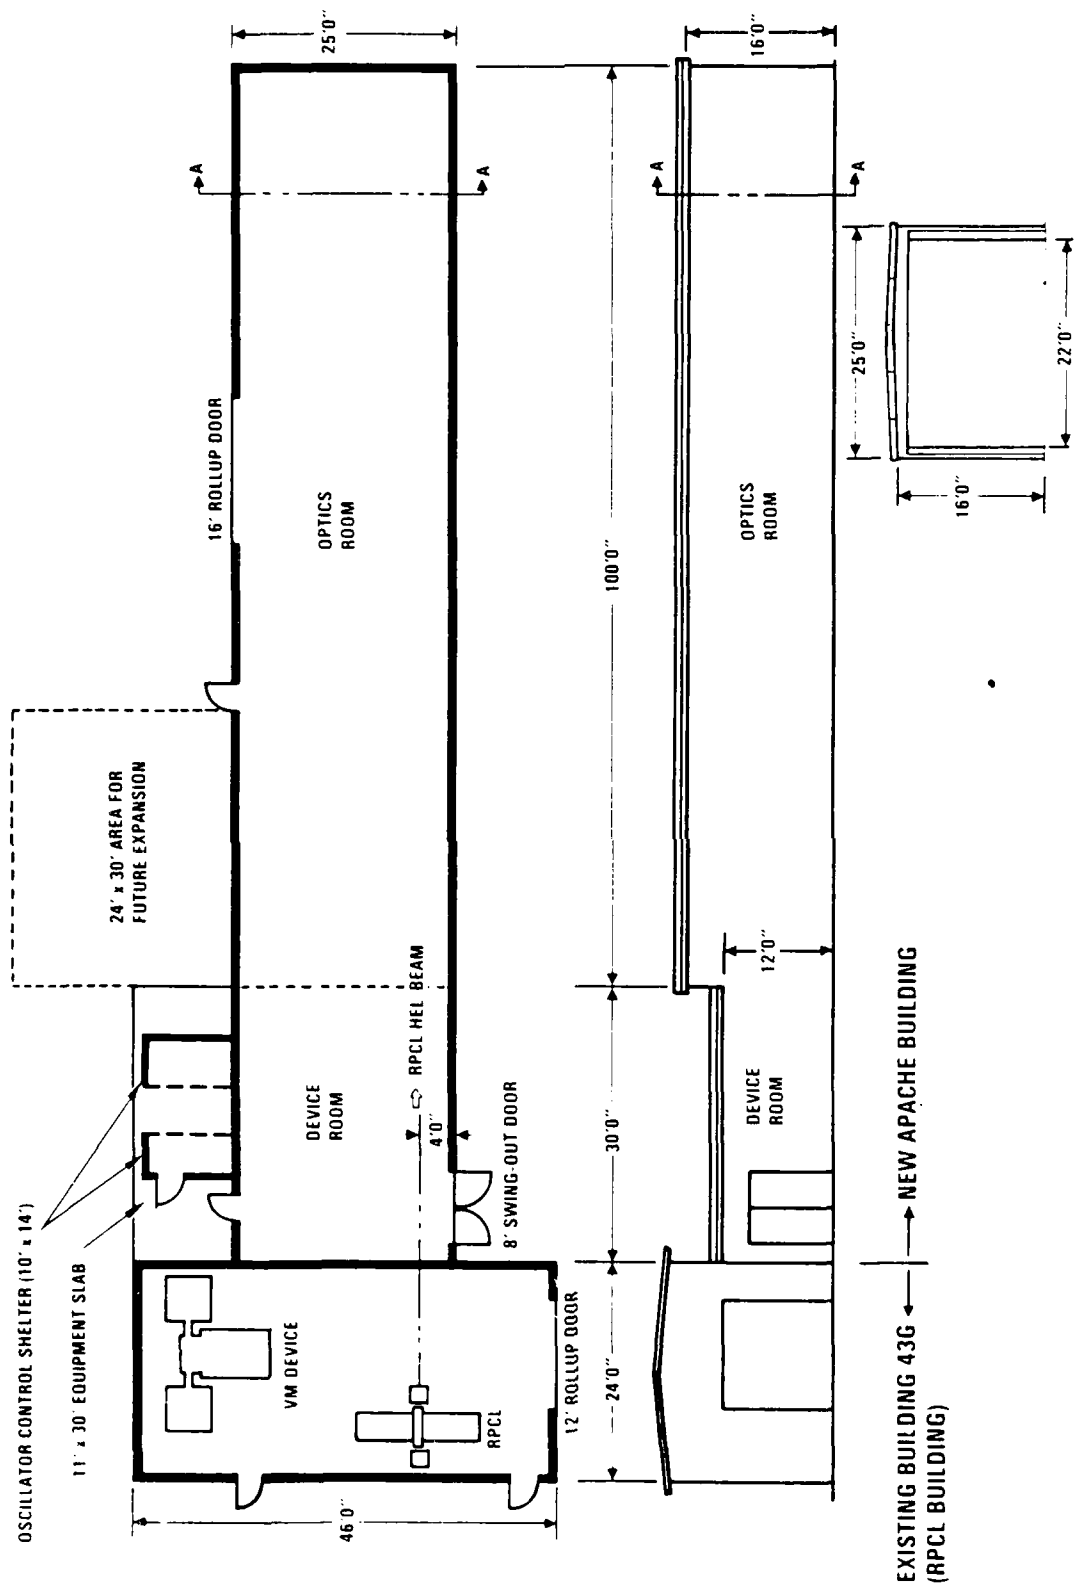 OSCILLATOR CONTROL SHELTER (10' x 14')
11' x 30' EQUIPMENT SLAB
24' x 30' AREA FOR
FUTURE EXPANSION
16' ROLLUP DOOR
25'0"
A
A
46'0"
VM DEVICE
RPCL
DEVICE
ROOM
RPCL HEL BEAM
4'0"
OPTICS
ROOM
12' ROLLUP DOOR
8' SWING-OUT DOOR
24'0"
30'0"
100'0"
16'0"
A
A
12'0"
DEVICE
ROOM
OPTICS
ROOM
EXISTING BUILDING 43G
(RPCL BUILDING)
NEW APACHE BUILDING
25'0"
16'0"
22'0"